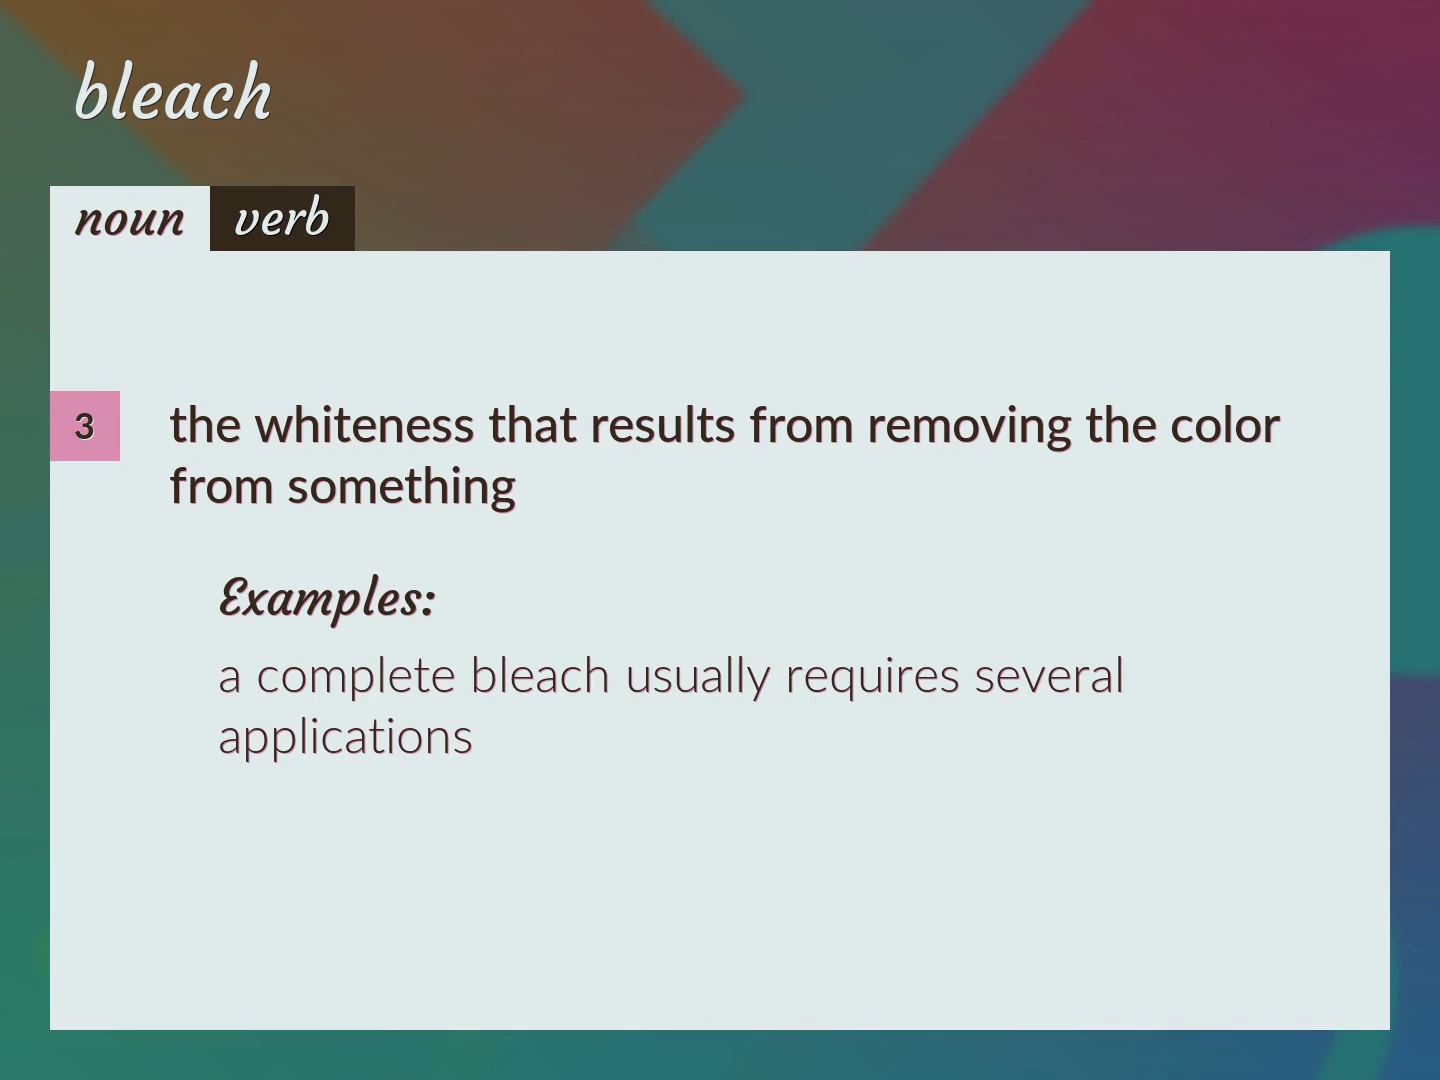 bleach
noun verb
3 the whiteness that results from removing the color
from something
Examples:
a complete bleach usually requires several
applications